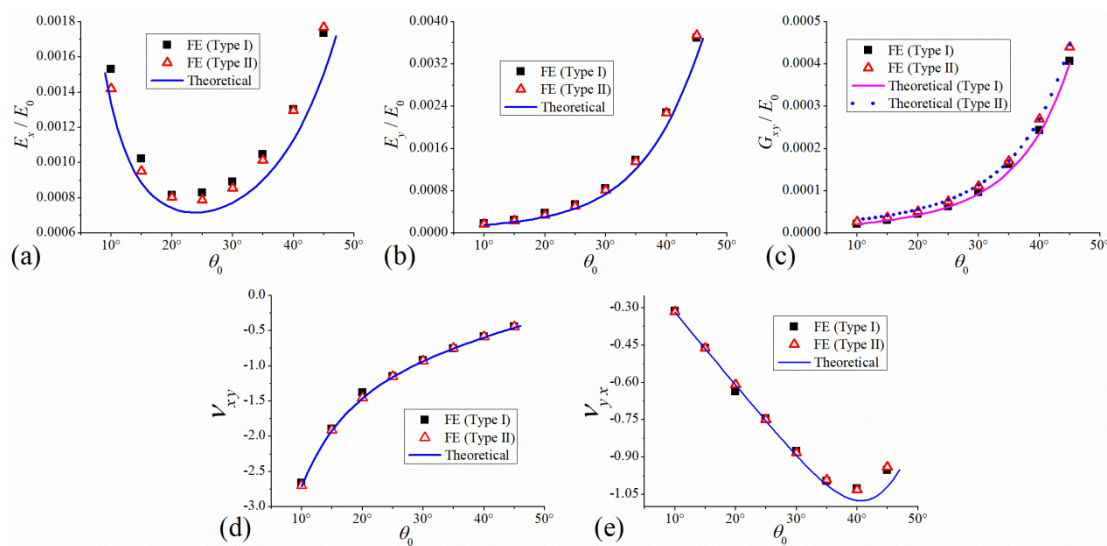 0.0018
0.0016
0.0014
0.0012
0.0010
0.0008
0.0006
E_x / E_0
FE (Type I)
FE (Type II)
Theoretical
0° 10° 20° 30° 40° 50°
(a) θ_0
0.0040
0.0032
0.0024
0.0016
0.0008
0.0000
E_y / E_0
FE (Type I)
FE (Type II)
Theoretical
10° 20° 30° 40° 50°
(b) θ_0
0.0005
0.0004
0.0003
0.0002
0.0001
0.0000
G_xy / E_0
FE (Type I)
FE (Type II)
Theoretical (Type I)
Theoretical (Type II)
10° 20° 30° 40° 50°
(c) θ_0
0.0
-0.5
-1.0
-1.5
-2.0
-2.5
-3.0
ν_xy
FE (Type I)
FE (Type II)
Theoretical
10° 20° 30° 40° 50°
(d) θ_0
-0.30
-0.45
-0.60
-0.75
-0.90
-1.05
ν_yx
FE (Type I)
FE (Type II)
Theoretical
10° 20° 30° 40° 50°
(e) θ_0